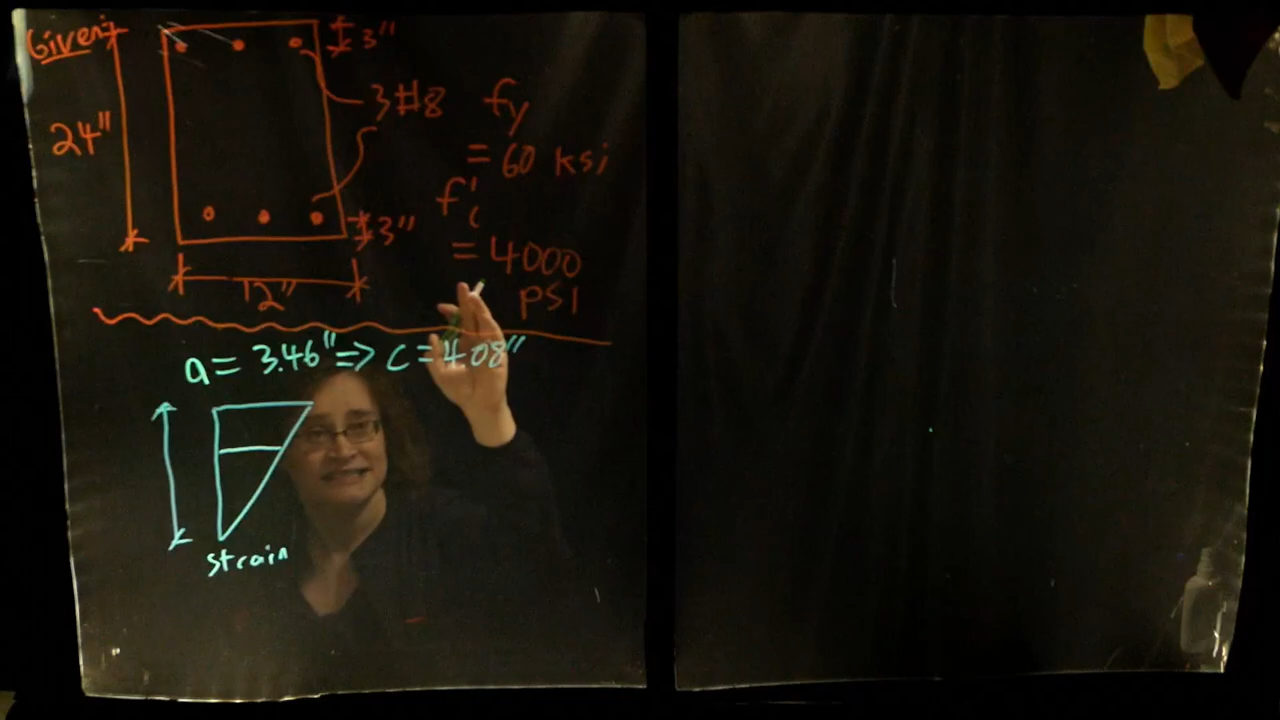 Given:
3"
24"
3#8
fy
= 60 ksi
f'c
= 4000
psi
3"
12"
a = 3.46" => c = 4.08"
strain